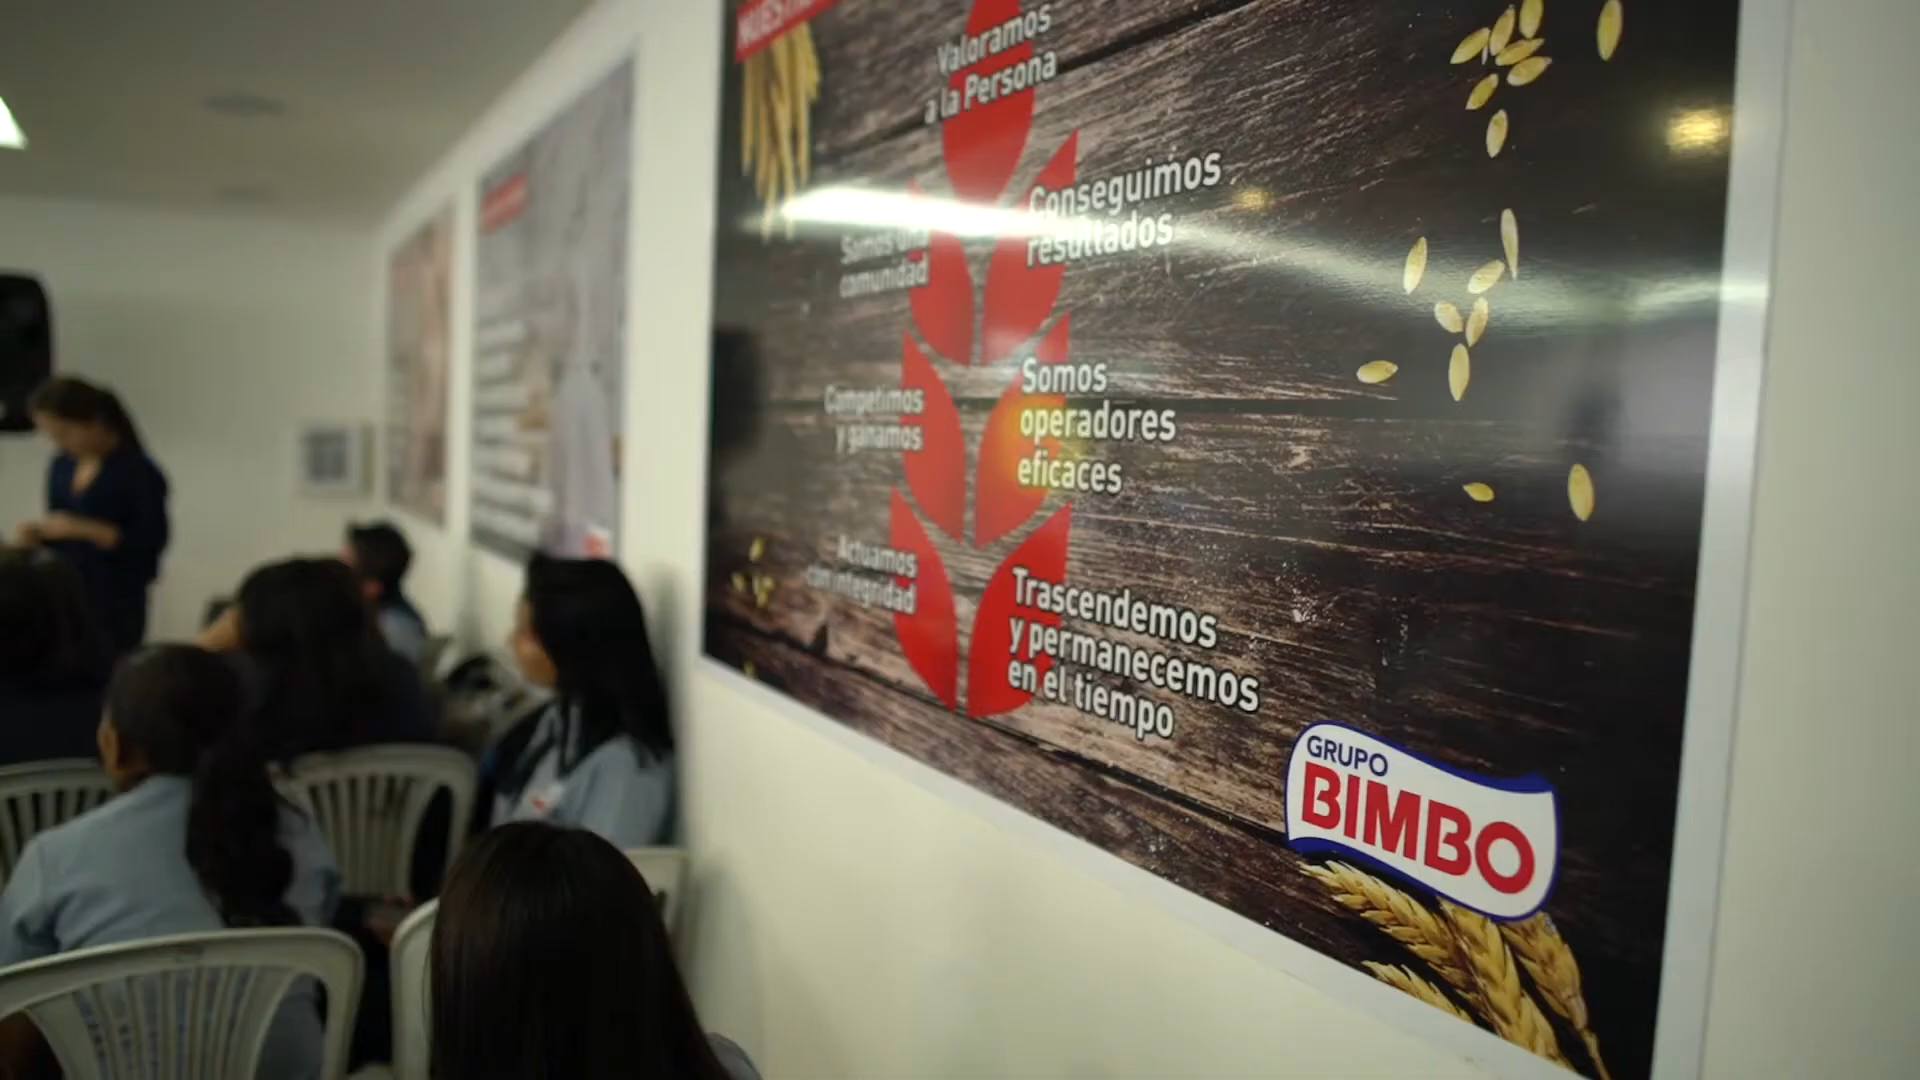 Valoramos
a la Persona
Conseguimos
resultados
Somos una
comunidad
Somos
operadores
eficaces
Competimos
y ganamos
Actuamos
con integridad
Trascendemos
y permanecemos
en el tiempo
GRUPO
BIMBO